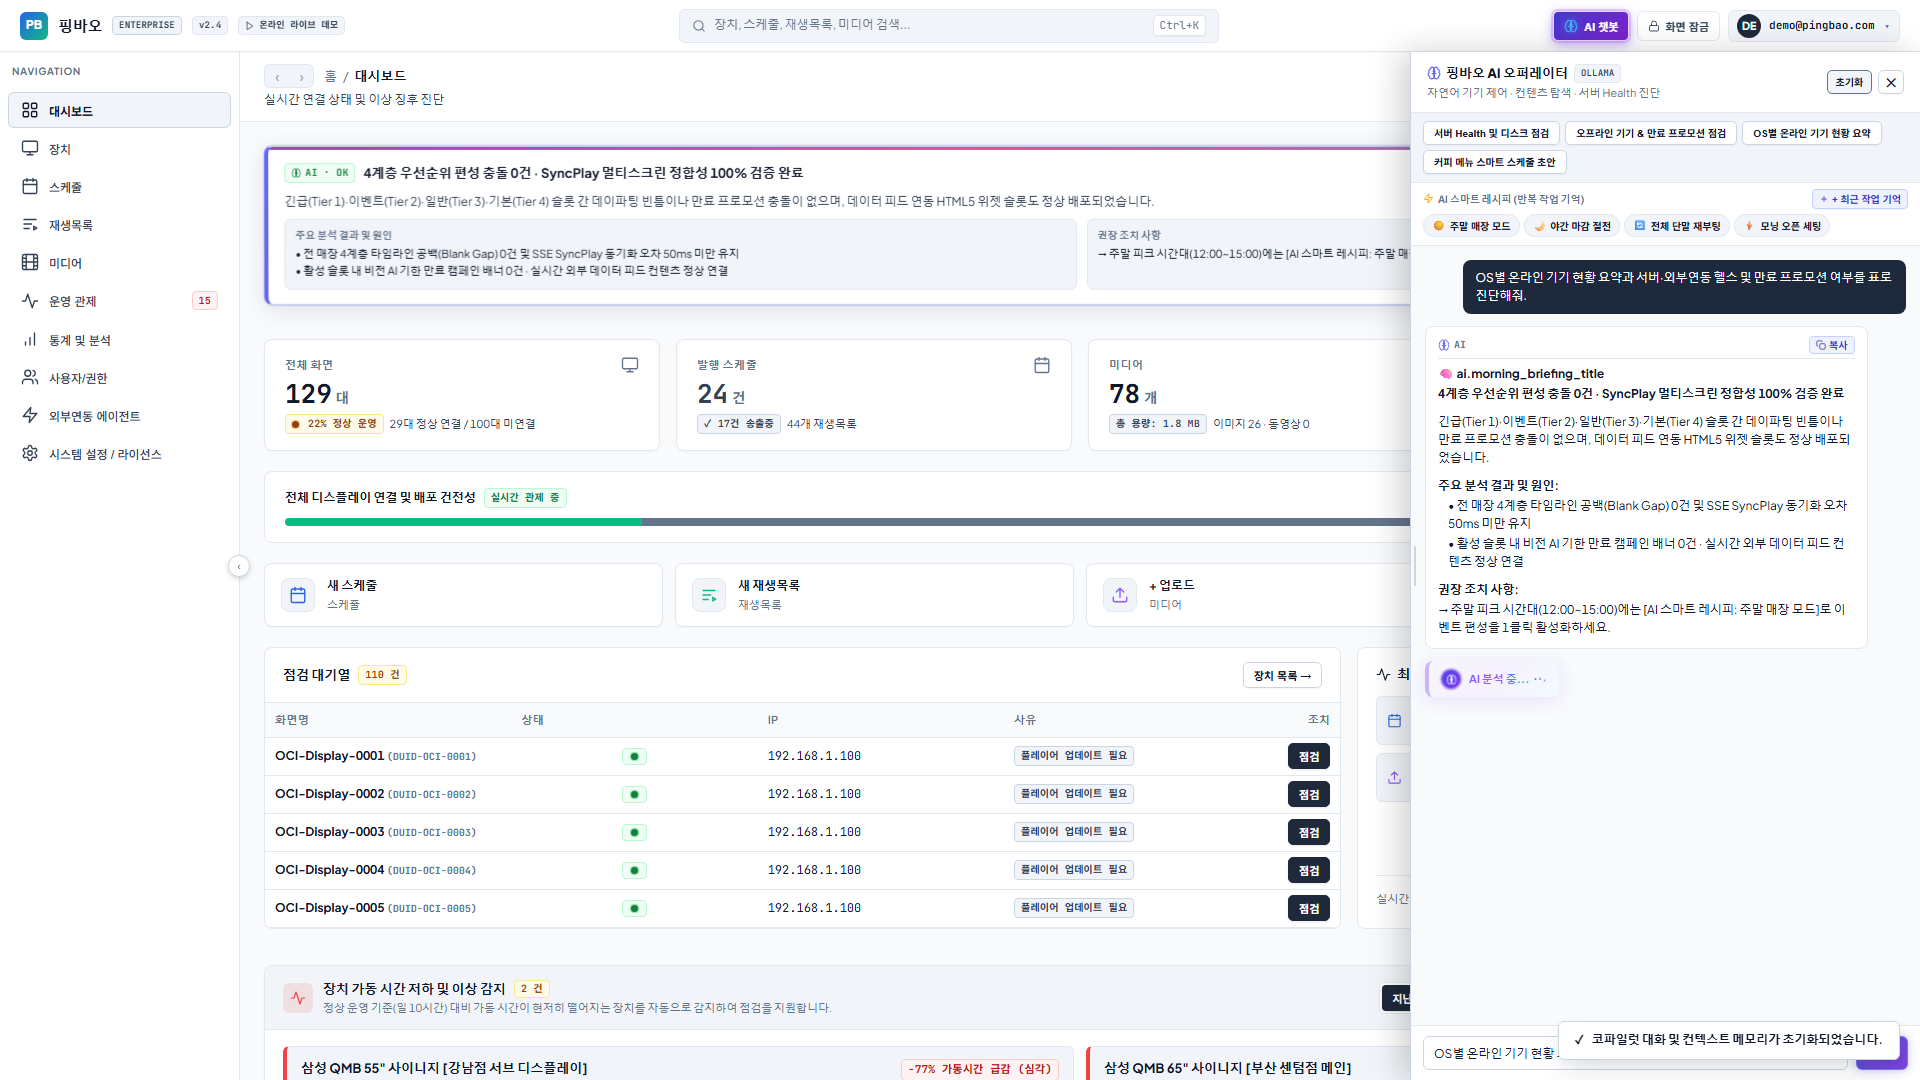 PB 핑바오 ENTERPRISE v2.4 ▷ 온라인 라이브 데모
장치, 스케줄, 재생목록, 미디어 검색... Ctrl+K
AI 챗봇 화면 잠금 DE demo@pingbao.com
NAVIGATION
대시보드
장치
스케줄
재생목록
미디어
운영 관제 15
통계 및 분석
사용자/권한
외부연동 에이전트
시스템 설정 / 라이선스
‹ › 홈 / 대시보드
실시간 연결 상태 및 이상 징후 진단
AI · OK 4계층 우선순위 편성 충돌 0건 · SyncPlay 멀티스크린 정합성 100% 검증 완료
긴급(Tier 1)·이벤트(Tier 2)·일반(Tier 3)·기본(Tier 4) 슬롯 간 데이파팅 빈틈이나 만료 프로모션 충돌이 없으며, 데이터 피드 연동 HTML5 위젯 슬롯도 정상 배포되었습니다.
주요 분석 결과 및 원인
• 전 매장 4계층 타임라인 공백(Blank Gap) 0건 및 SSE SyncPlay 동기화 오차 50ms 미만 유지
• 활성 슬롯 내 비전 AI 기한 만료 캠페인 배너 0건 · 실시간 외부 데이터 피드 컨텐츠 정상 연결
권장 조치 사항
→ 주말 피크 시간대(12:00~15:00)에는 [AI 스마트 레시피: 주말 매
전체 화면
129 대
22% 정상 운영 29대 정상 연결 / 100대 미연결
발행 스케줄
24 건
✓ 17건 송출중 44개 재생목록
미디어
78 개
총 용량: 1.8 MB 이미지 26 · 동영상 0
전체 디스플레이 연결 및 배포 건전성 실시간 관제 중
새 스케줄
스케줄
새 재생목록
재생목록
+ 업로드
미디어
점검 대기열 110 건 장치 목록 →
화면명 상태 IP 사유 조치
OCI-Display-0001 (DUID-OCI-0001) 192.168.1.100 플레이어 업데이트 필요 점검
OCI-Display-0002 (DUID-OCI-0002) 192.168.1.100 플레이어 업데이트 필요 점검
OCI-Display-0003 (DUID-OCI-0003) 192.168.1.100 플레이어 업데이트 필요 점검
OCI-Display-0004 (DUID-OCI-0004) 192.168.1.100 플레이어 업데이트 필요 점검
OCI-Display-0005 (DUID-OCI-0005) 192.168.1.100 플레이어 업데이트 필요 점검
최
실시간
장치 가동 시간 저하 및 이상 감지 2 건
정상 운영 기준(일 10시간) 대비 가동 시간이 현저히 떨어지는 장치를 자동으로 감지하여 점검을 지원합니다.
지난
삼성 QMB 55" 사이니지 [강남점 서브 디스플레이] -77% 가동시간 급감 (심각)
삼성 QMB 65" 사이니지 [부산 센텀점 메인]
핑바오 AI 오퍼레이터 OLLAMA
자연어 기기 제어 · 컨텐츠 탐색 · 서버 Health 진단
초기화 ✕
서버 Health 및 디스크 점검 오프라인 기기 & 만료 프로모션 점검 OS별 온라인 기기 현황 요약
커피 메뉴 스마트 스케줄 초안
AI 스마트 레시피 (반복 작업 기억) + + 최근 작업 기억
주말 매장 모드 야간 마감 절전 전체 단말 재부팅 모닝 오픈 세팅
OS별 온라인 기기 현황 요약과 서버·외부연동 헬스 및 만료 프로모션 여부를 표로
진단해줘.
AI 복사
ai.morning_briefing_title
4계층 우선순위 편성 충돌 0건 · SyncPlay 멀티스크린 정합성 100% 검증 완료
긴급(Tier 1)·이벤트(Tier 2)·일반(Tier 3)·기본(Tier 4) 슬롯 간 데이파팅 빈틈이나
만료 프로모션 충돌이 없으며, 데이터 피드 연동 HTML5 위젯 슬롯도 정상 배포되
었습니다.
주요 분석 결과 및 원인:
• 전 매장 4계층 타임라인 공백(Blank Gap) 0건 및 SSE SyncPlay 동기화 오차
50ms 미만 유지
• 활성 슬롯 내 비전 AI 기한 만료 캠페인 배너 0건 · 실시간 외부 데이터 피드 컨
텐츠 정상 연결
권장 조치 사항:
→ 주말 피크 시간대(12:00~15:00)에는 [AI 스마트 레시피: 주말 매장 모드]로 이
벤트 편성을 1클릭 활성화하세요.
AI 분석 중...
OS별 온라인 기기 현황
✓ 코파일럿 대화 및 컨텍스트 메모리가 초기화되었습니다.